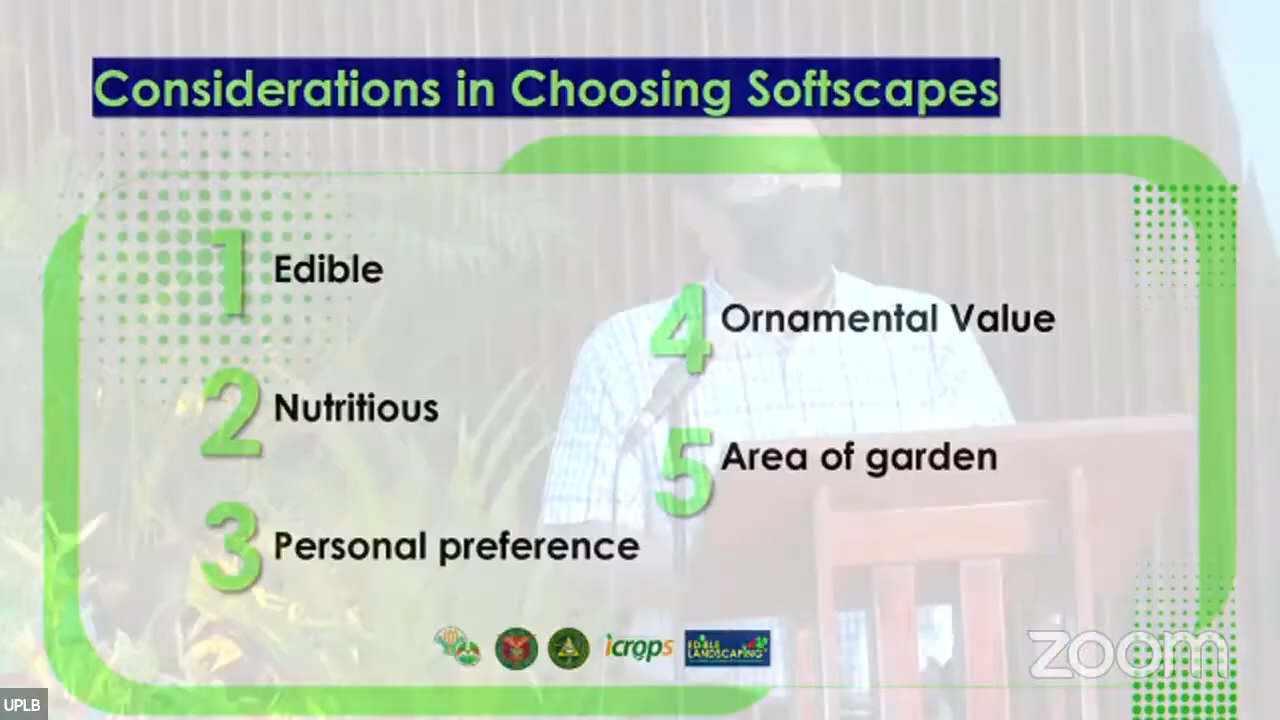 Considerations in Choosing Softscapes
1 Edible
2 Nutritious
3 Personal preference
4 Ornamental Value
5 Area of garden
icrops
EDIBLE
LANDSCAPING
zoom
UPLB